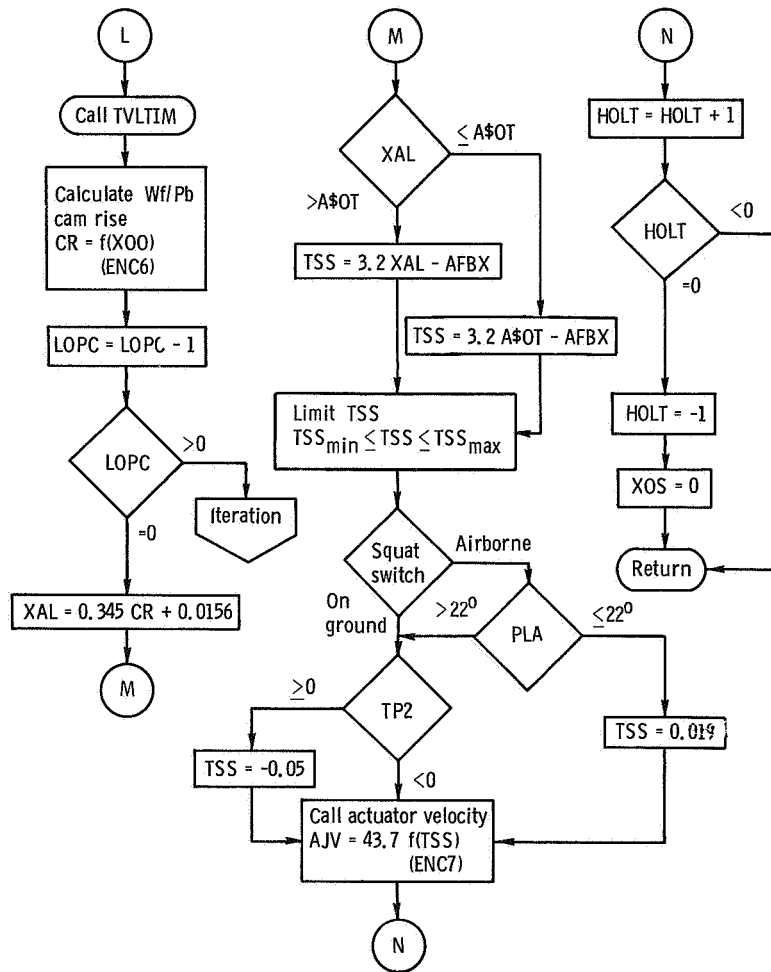 L
Call TVLTIM
Calculate Wf/Pb
cam rise
CR = f(XOO)
(ENC6)
LOPC = LOPC - 1
LOPC
>0
Iteration
=0
XAL = 0.345 CR + 0.0156
M
M
XAL
≤ A$OT
>A$OT
TSS = 3.2 XAL - AFBX
TSS = 3.2 A$OT - AFBX
Limit TSS
TSSmin ≤ TSS ≤ TSSmax
Squat
switch
Airborne
On
ground
>22⁰
PLA
≤22⁰
TP2
≥0
TSS = -0.05
<0
TSS = 0.019
Call actuator velocity
AJV = 43.7 f(TSS)
(ENC7)
N
N
HOLT = HOLT + 1
HOLT
<0
=0
HOLT = -1
XOS = 0
Return